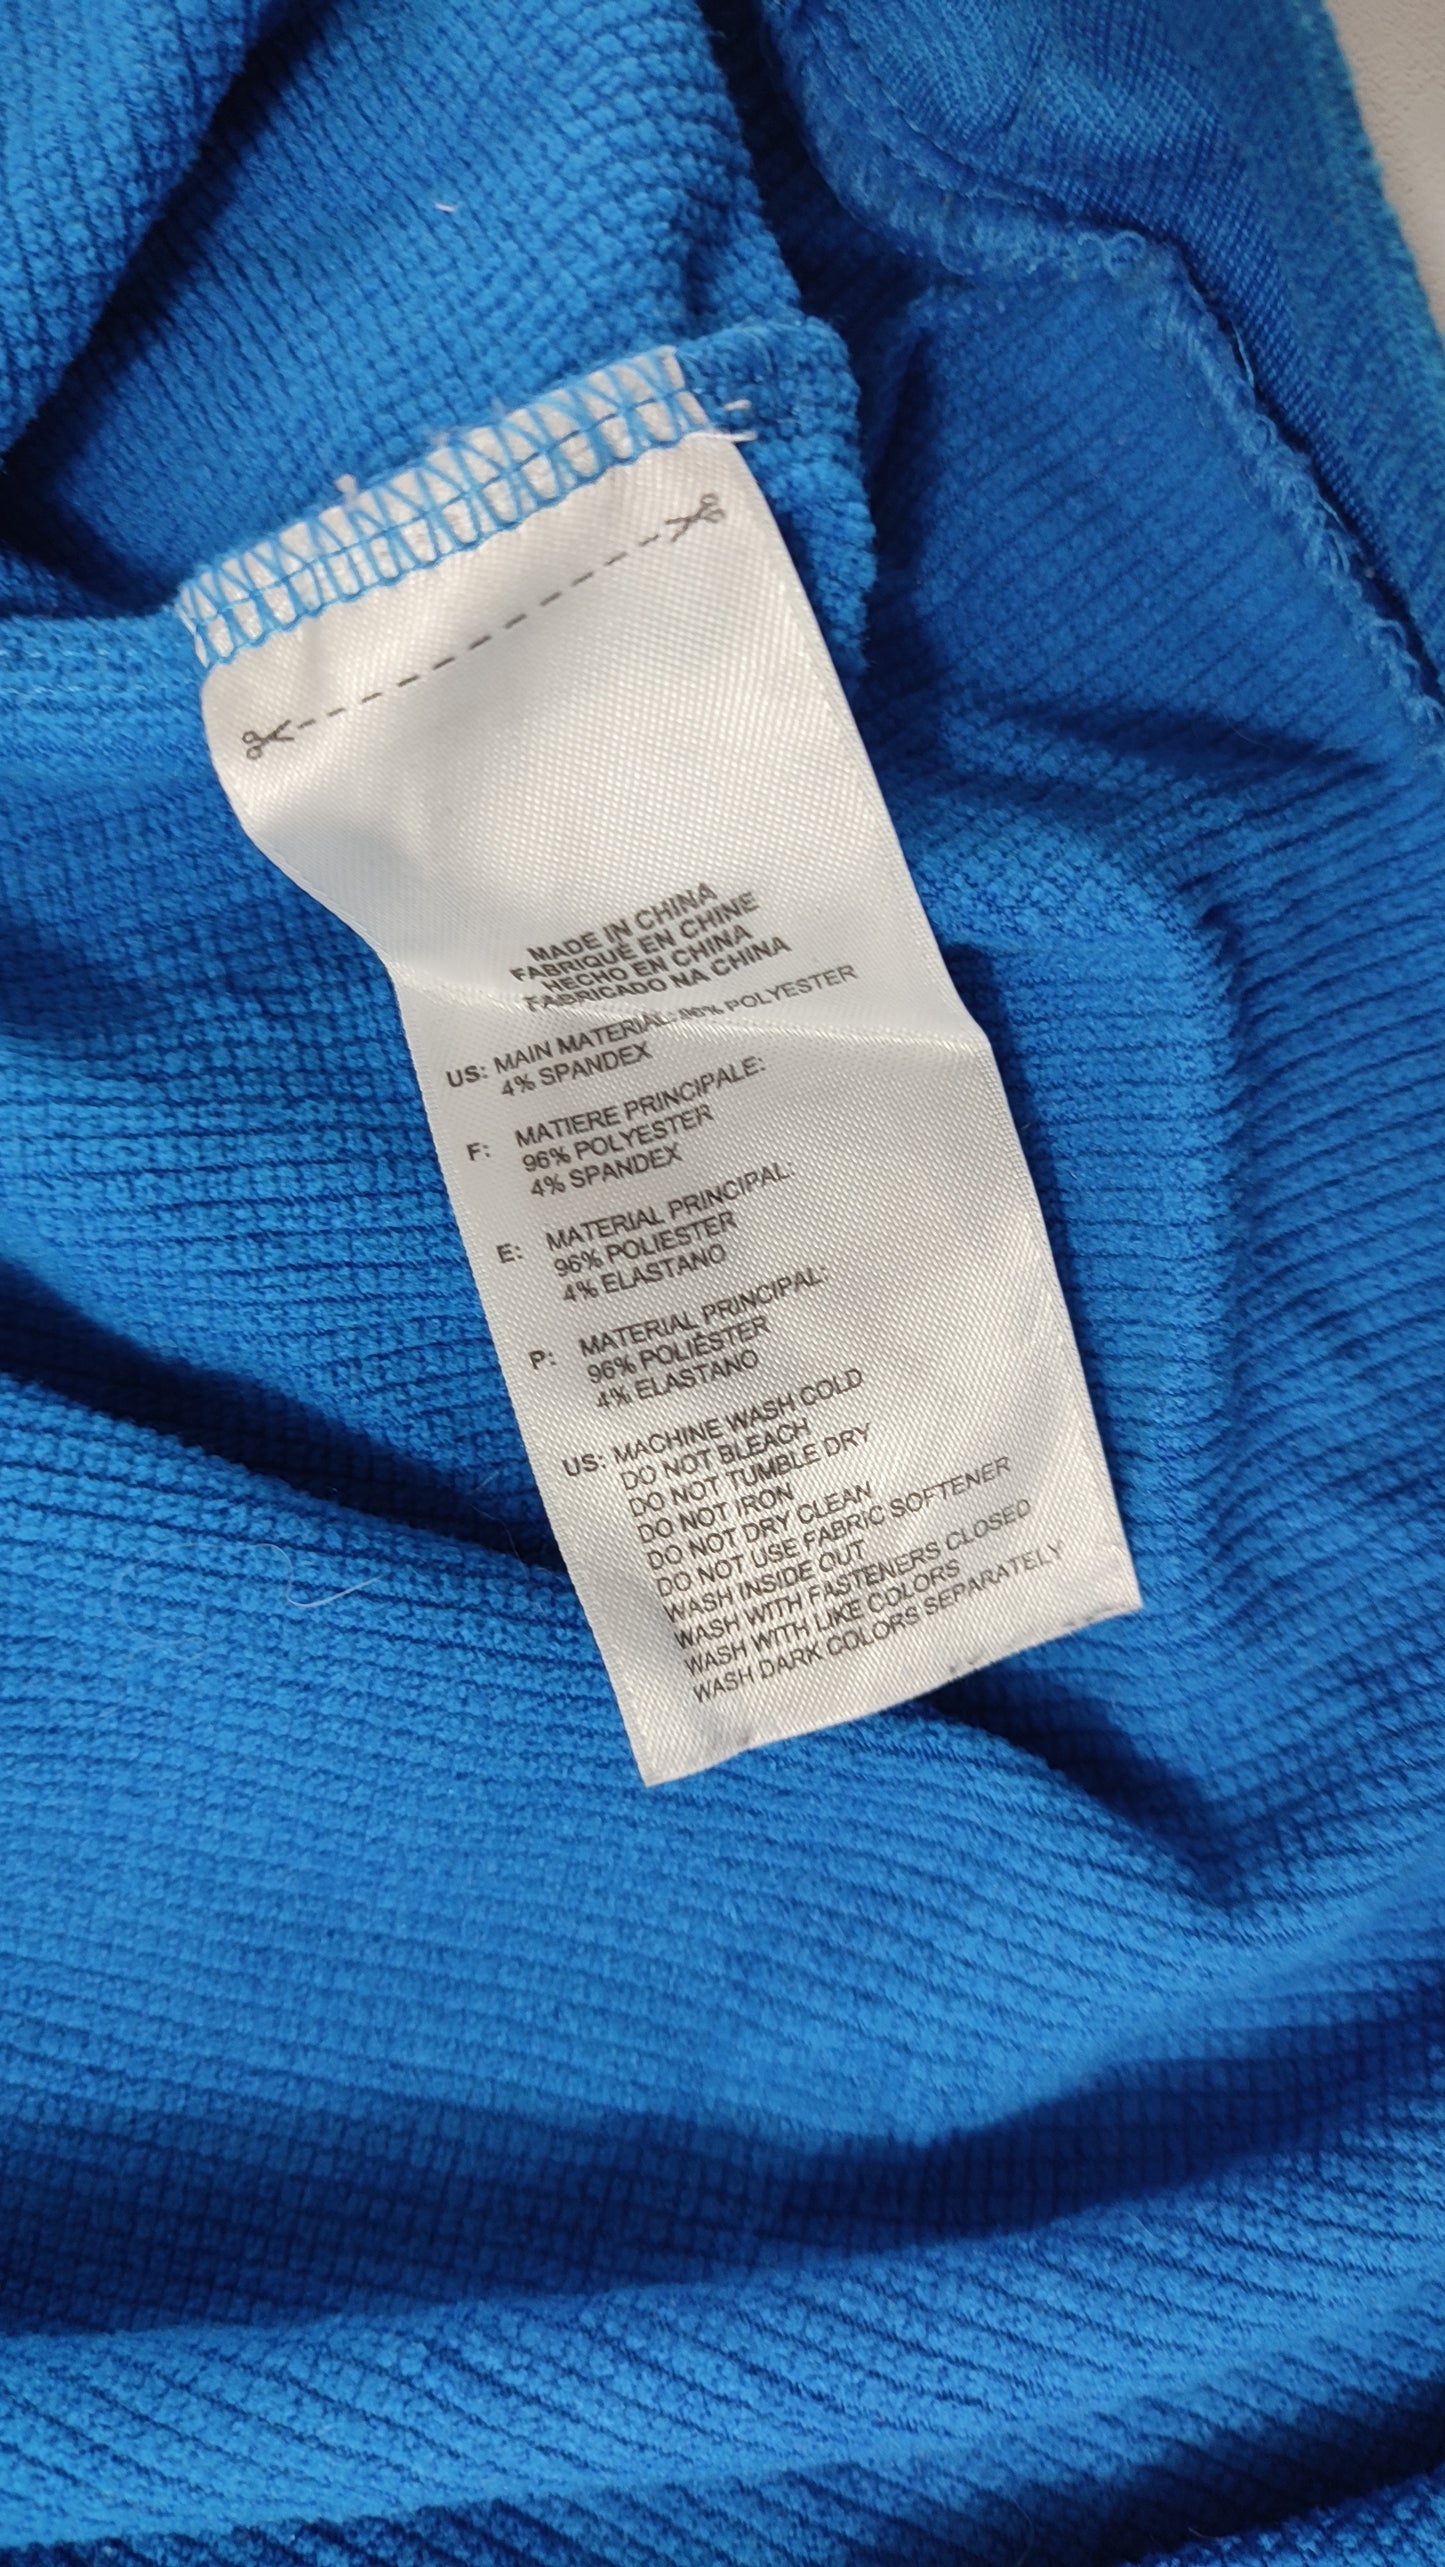 MADE IN CHINA
FABRIQUÉ EN CHINE
HECHO EN CHINA
FABRICADO NA CHINA
US: MAIN MATERIAL: 96% POLYESTER
4% SPANDEX
F: MATIERE PRINCIPALE:
96% POLYESTER
4% SPANDEX
E: MATERIAL PRINCIPAL:
96% POLIESTER
4% ELASTANO
P: MATERIAL PRINCIPAL:
96% POLIÉSTER
4% ELASTANO
US: MACHINE WASH COLD
DO NOT BLEACH
DO NOT TUMBLE DRY
DO NOT IRON
DO NOT DRY CLEAN
DO NOT USE FABRIC SOFTENER
WASH INSIDE OUT
WASH WITH FASTENERS CLOSED
WASH WITH LIKE COLORS
WASH DARK COLORS SEPARATELY